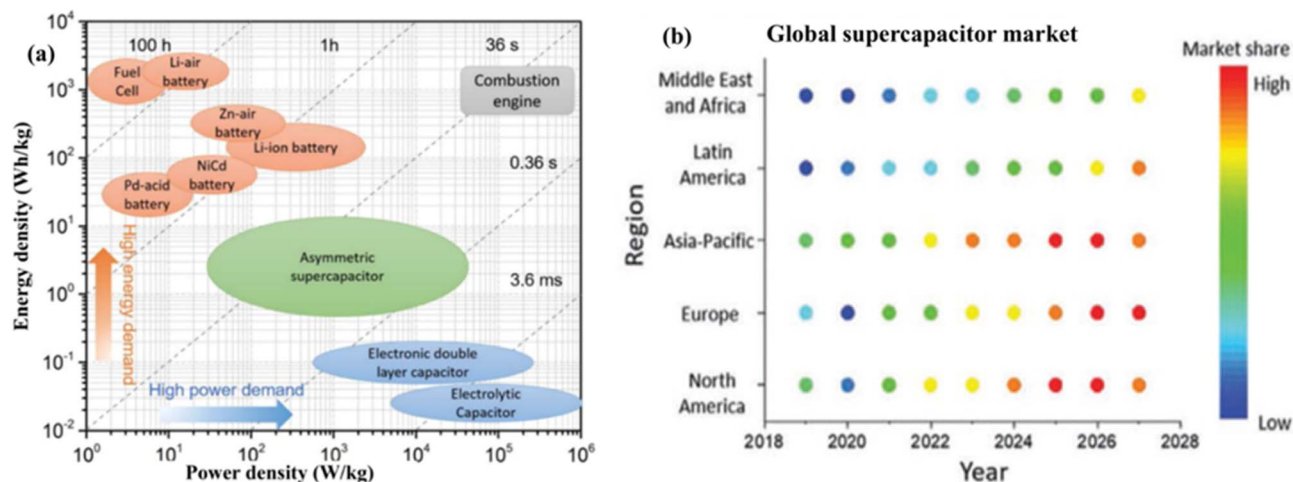 (a)
10^4
10^3
10^2
10^1
10^0
10^-1
10^-2
Energy density (Wh/kg)
100 h
1h
36 s
0.36 s
3.6 ms
Fuel
Cell
Li-air
battery
Combustion
engine
Zn-air
battery
Li-ion battery
NiCd
battery
Pd-acid
battery
High energy demand
Asymmetric
supercapacitor
Electronic double
layer capacitor
High power demand
Electrolytic
Capacitor
10^0
10^1
10^2
10^3
10^4
10^5
10^6
Power density (W/kg)
(b)
Global supercapacitor market
Market share
High
Low
Region
Middle East
and Africa
Latin
America
Asia-Pacific
Europe
North
America
2018
2020
2022
2024
2026
2028
Year